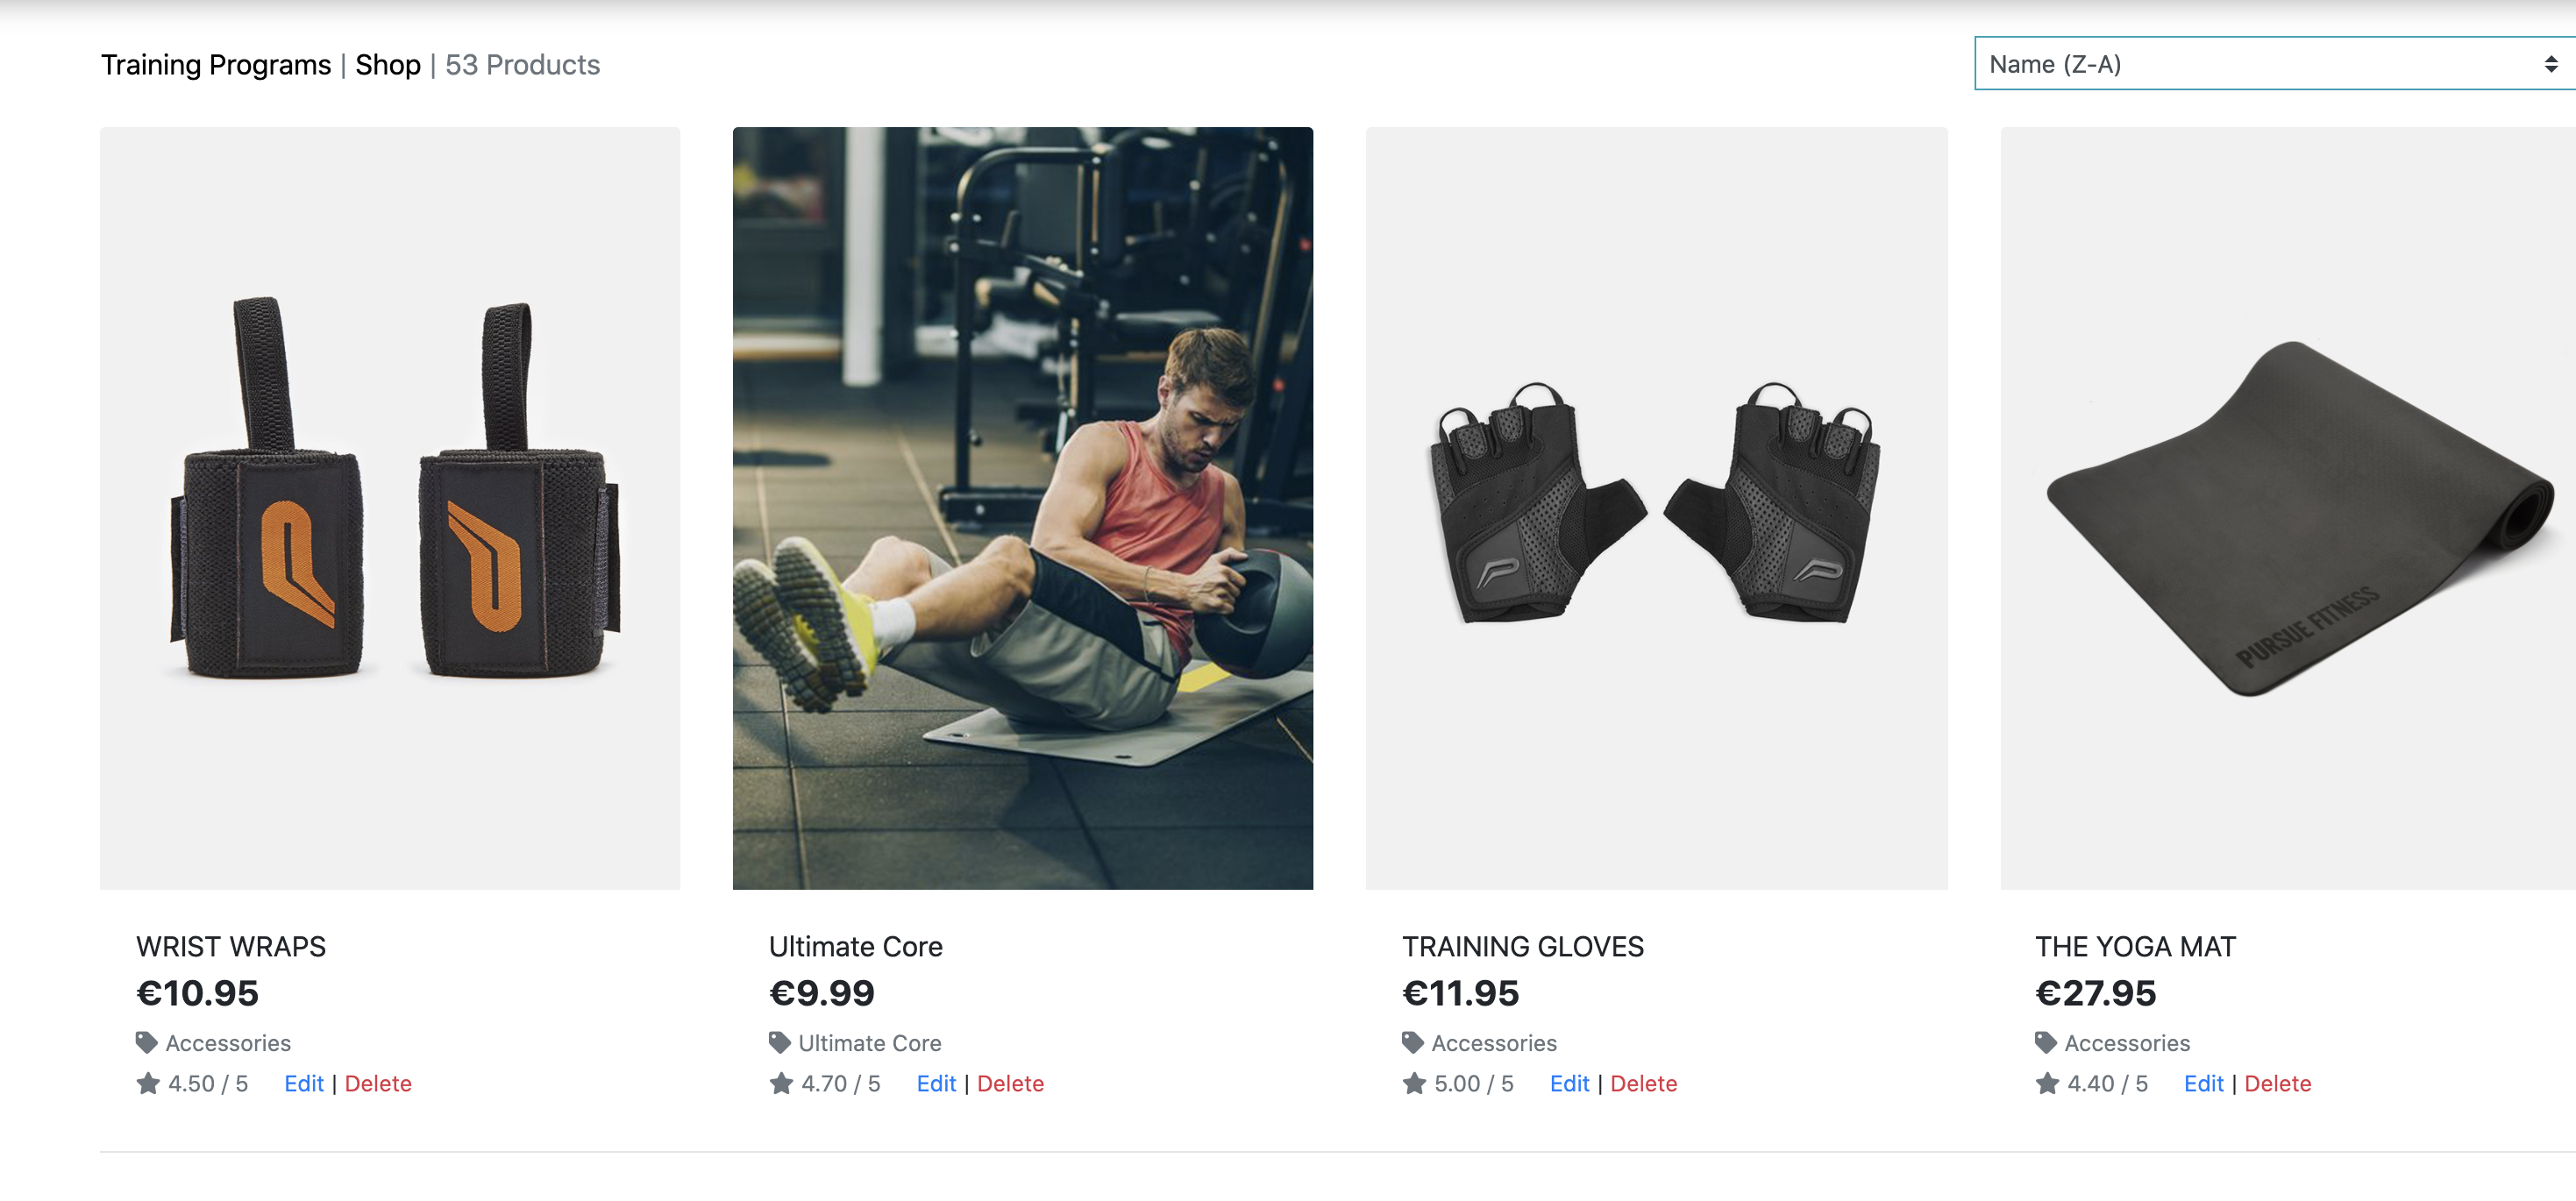 Training Programs | Shop | 53 Products
Name (Z-A)
PURSUE FITNESS
WRIST WRAPS
€10.95
Accessories
4.50 / 5 Edit | Delete
Ultimate Core
€9.99
Ultimate Core
4.70 / 5 Edit | Delete
TRAINING GLOVES
€11.95
Accessories
5.00 / 5 Edit | Delete
THE YOGA MAT
€27.95
Accessories
4.40 / 5 Edit | Delete